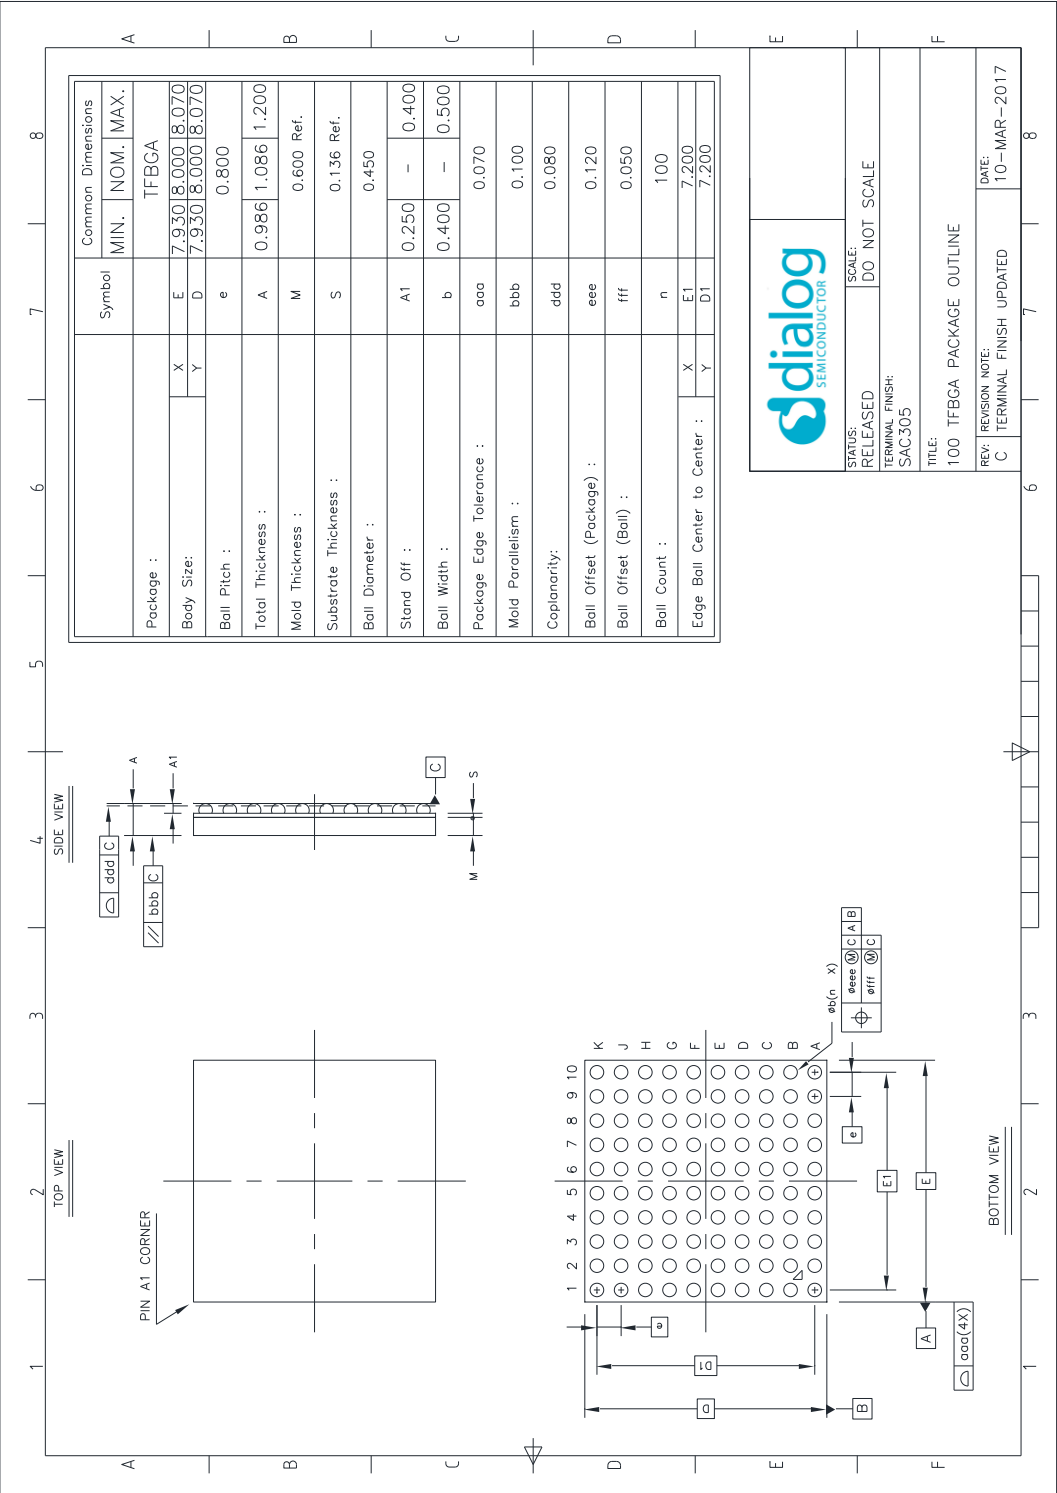 1 2 3 4 5 6 7 8
A B C D E F
TOP VIEW
PIN A1 CORNER
SIDE VIEW
ddd C
bbb C
A
A1
C
M
S
BOTTOM VIEW
1 2 3 4 5 6 7 8 9 10
K
J
H
G
F
E
D
C
B
A
øb(n X)
øeee Ⓜ C A B
øfff Ⓜ C
e
e
E1
E
D1
D
A
B
aaa(4X)
Symbol Common Dimensions
MIN. NOM. MAX.
Package : TFBGA
Body Size: X E 7.930 8.000 8.070
Y D 7.930 8.000 8.070
Ball Pitch : e 0.800
Total Thickness : A 0.986 1.086 1.200
Mold Thickness : M 0.600 Ref.
Substrate Thickness : S 0.136 Ref.
Ball Diameter : 0.450
Stand Off : A1 0.250 – 0.400
Ball Width : b 0.400 – 0.500
Package Edge Tolerance : aaa 0.070
Mold Parallelism : bbb 0.100
Coplanarity: ddd 0.080
Ball Offset (Package) : eee 0.120
Ball Offset (Ball) : fff 0.050
Ball Count : n 100
Edge Ball Center to Center : X E1 7.200
Y D1 7.200
dialog
SEMICONDUCTOR
STATUS: RELEASED
SCALE: DO NOT SCALE
TERMINAL FINISH:
SAC305
TITLE:
100 TFBGA PACKAGE OUTLINE
REV: C
REVISION NOTE: TERMINAL FINISH UPDATED
DATE: 10-MAR-2017
1 2 3 6 7 8
A B C D E F